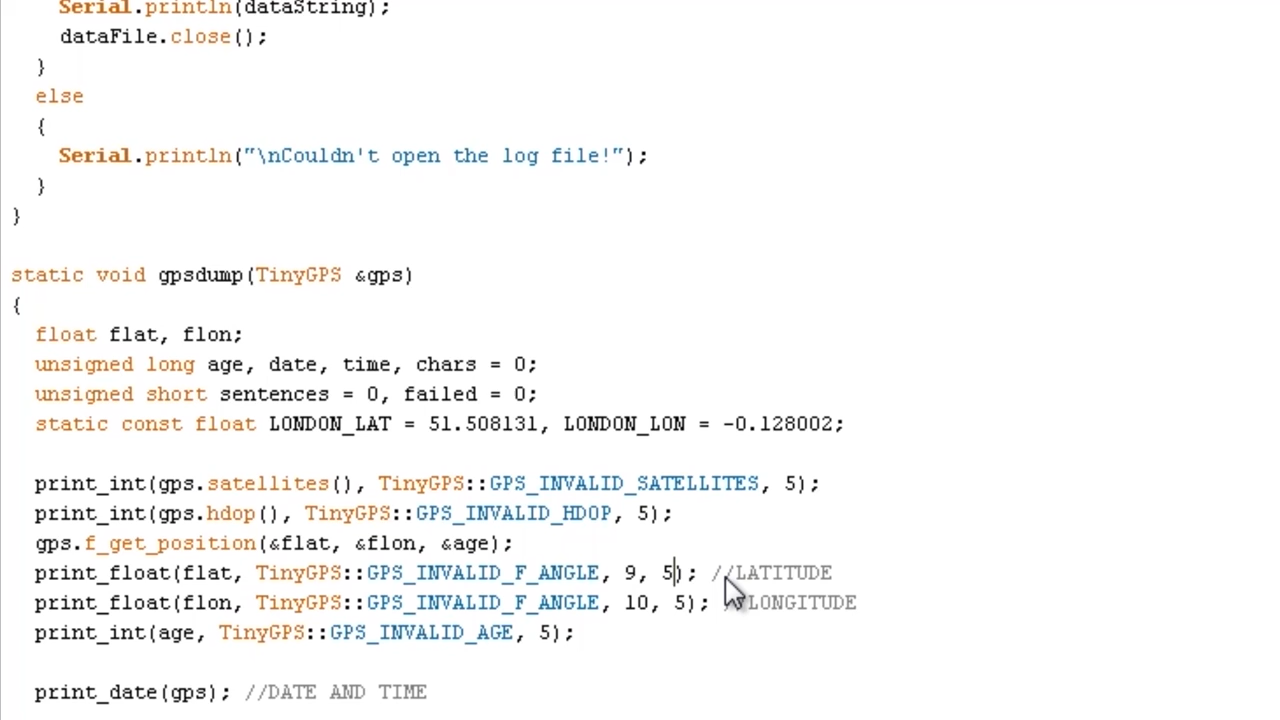 Serial.println(dataString);
dataFile.close();
}
else
{
Serial.println("\nCouldn't open the log file!");
}
}
static void gpsdump(TinyGPS &gps)
{
float flat, flon;
unsigned long age, date, time, chars = 0;
unsigned short sentences = 0, failed = 0;
static const float LONDON_LAT = 51.508131, LONDON_LON = -0.128002;
print_int(gps.satellites(), TinyGPS::GPS_INVALID_SATELLITES, 5);
print_int(gps.hdop(), TinyGPS::GPS_INVALID_HDOP, 5);
gps.f_get_position(&flat, &flon, &age);
print_float(flat, TinyGPS::GPS_INVALID_F_ANGLE, 9, 5); //LATITUDE
print_float(flon, TinyGPS::GPS_INVALID_F_ANGLE, 10, 5); //LONGITUDE
print_int(age, TinyGPS::GPS_INVALID_AGE, 5);
print_date(gps); //DATE AND TIME